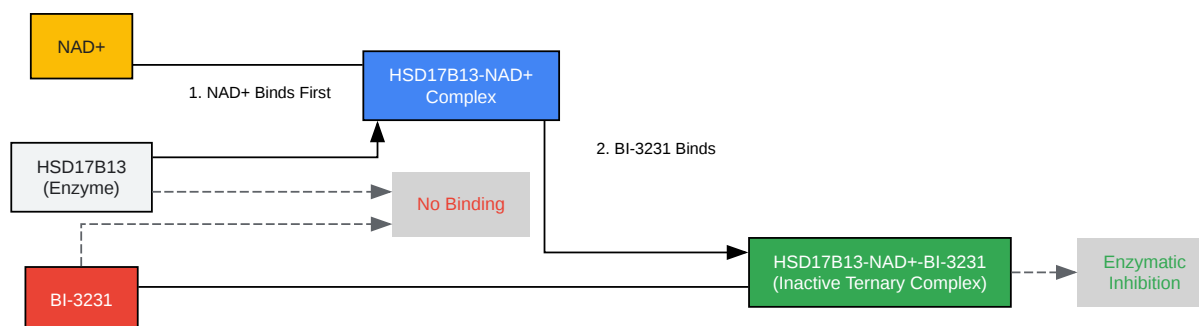 NAD+
HSD17B13-NAD+
Complex
1. NAD+ Binds First
2. BI-3231 Binds
HSD17B13
(Enzyme)
No Binding
HSD17B13-NAD+-BI-3231
(Inactive Ternary Complex)
Enzymatic
Inhibition
BI-3231